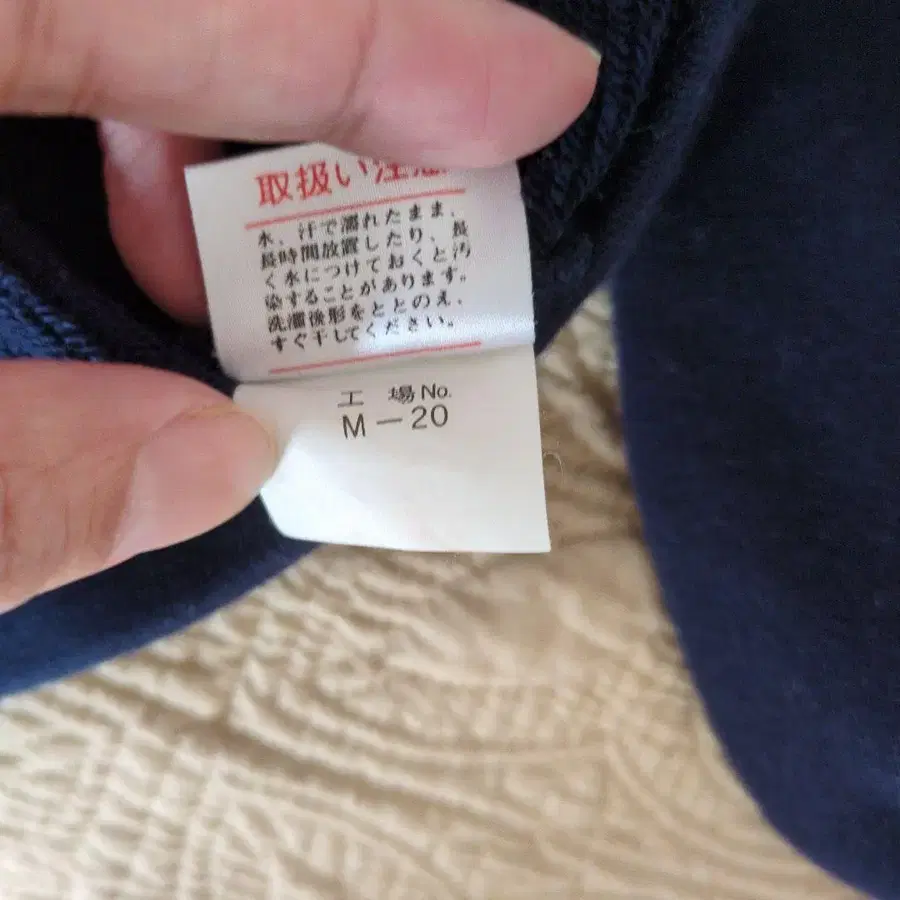 取扱い注意
水、汗で濡れたまま、
長時間放置したり、長
く水につけておくと汚
染することがあります。
洗濯後形をととのえ、
すぐ干してください。
工場No.
M-20